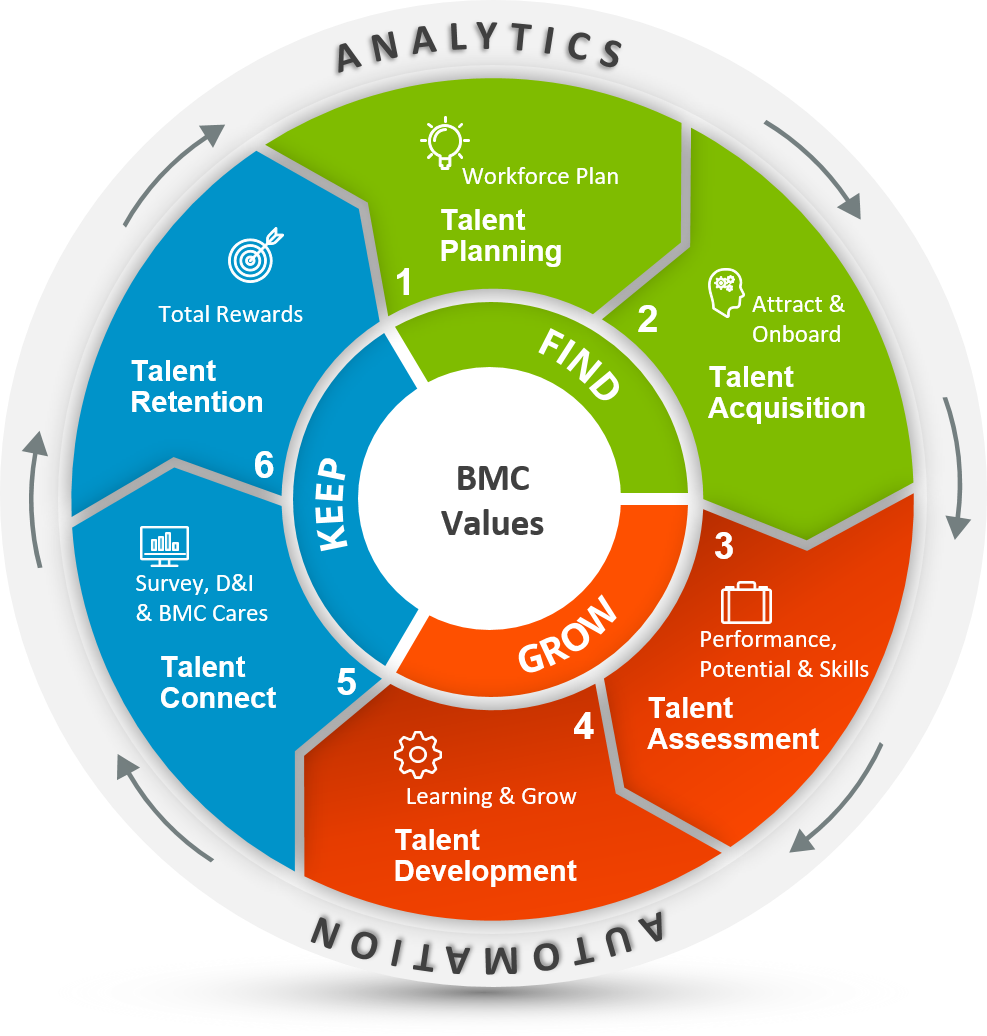 ANALYTICS
Workforce Plan
Talent
Planning
1
2
Attract &
Onboard
Talent
Acquisition
3
Performance,
Potential & Skills
Talent
Assessment
4
Learning & Grow
Talent
Development
5
Survey, D&I
& BMC Cares
Talent
Connect
6
Total Rewards
Talent
Retention
FIND
GROW
KEEP
BMC
Values
AUTOMATION